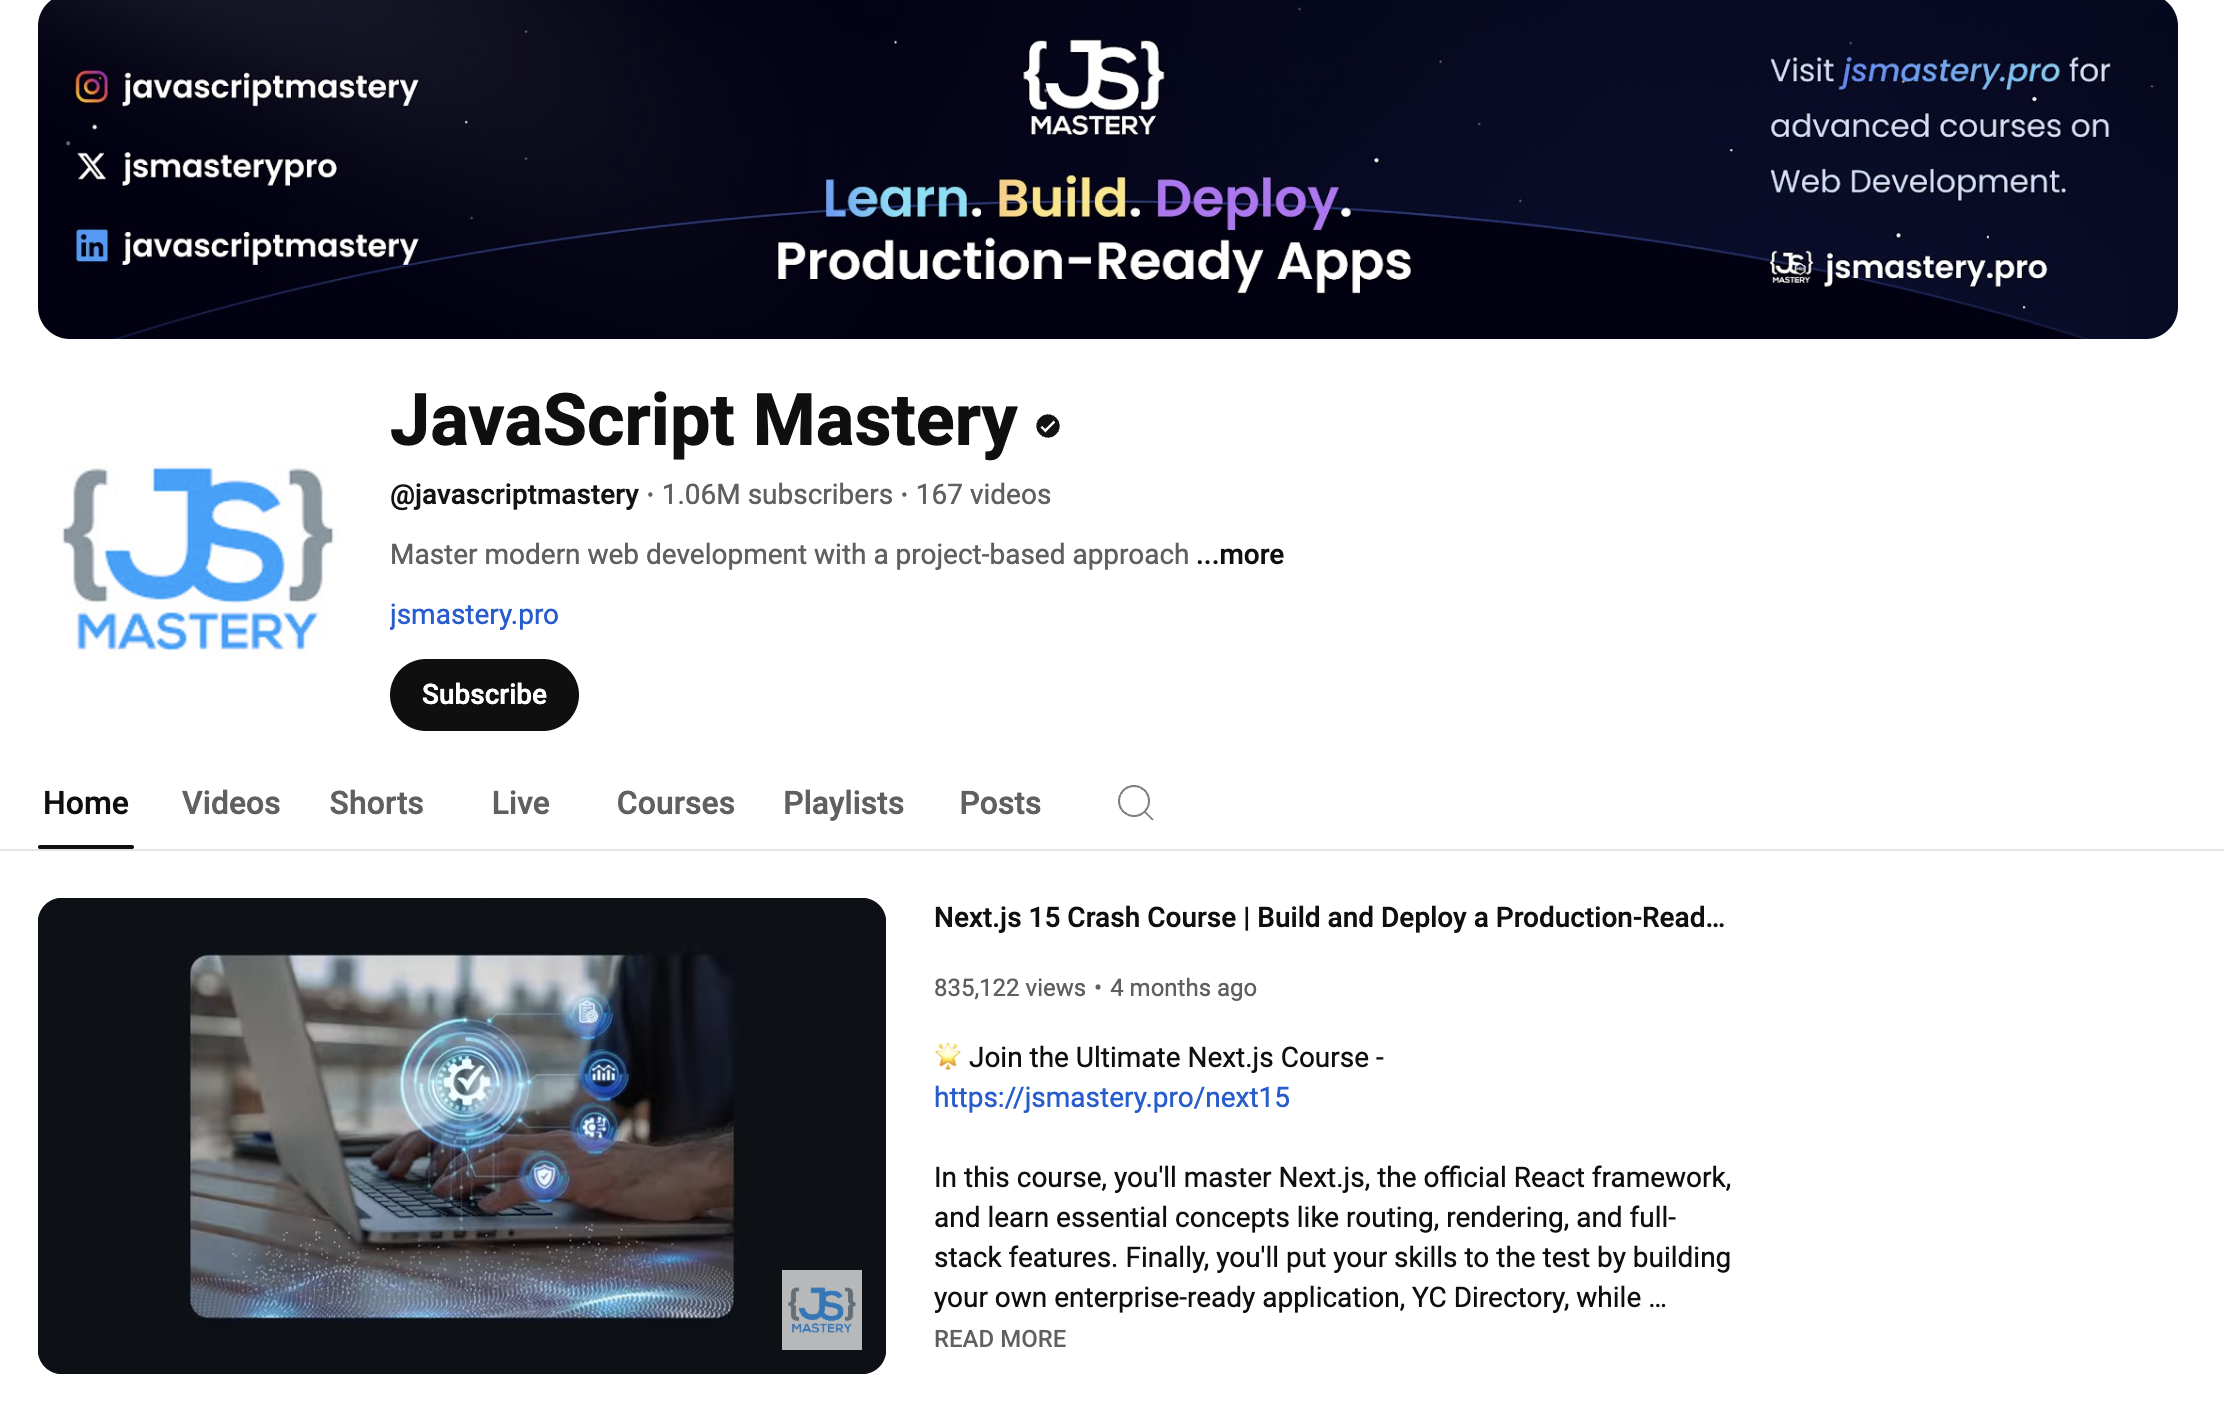 javascriptmastery
jsmasterypro
javascriptmastery
{JS}
MASTERY
Learn. Build. Deploy.
Production-Ready Apps
Visit jsmastery.pro for
advanced courses on
Web Development.
{JS}
MASTERY
jsmastery.pro
{JS}
MASTERY
JavaScript Mastery
@javascriptmastery · 1.06M subscribers · 167 videos
Master modern web development with a project-based approach ...more
jsmastery.pro
Subscribe
Home Videos Shorts Live Courses Playlists Posts
{JS}
MASTERY
Next.js 15 Crash Course | Build and Deploy a Production-Read...
835,122 views • 4 months ago
🌟 Join the Ultimate Next.js Course -
https://jsmastery.pro/next15
In this course, you'll master Next.js, the official React framework,
and learn essential concepts like routing, rendering, and full-
stack features. Finally, you'll put your skills to the test by building
your own enterprise-ready application, YC Directory, while ...
READ MORE